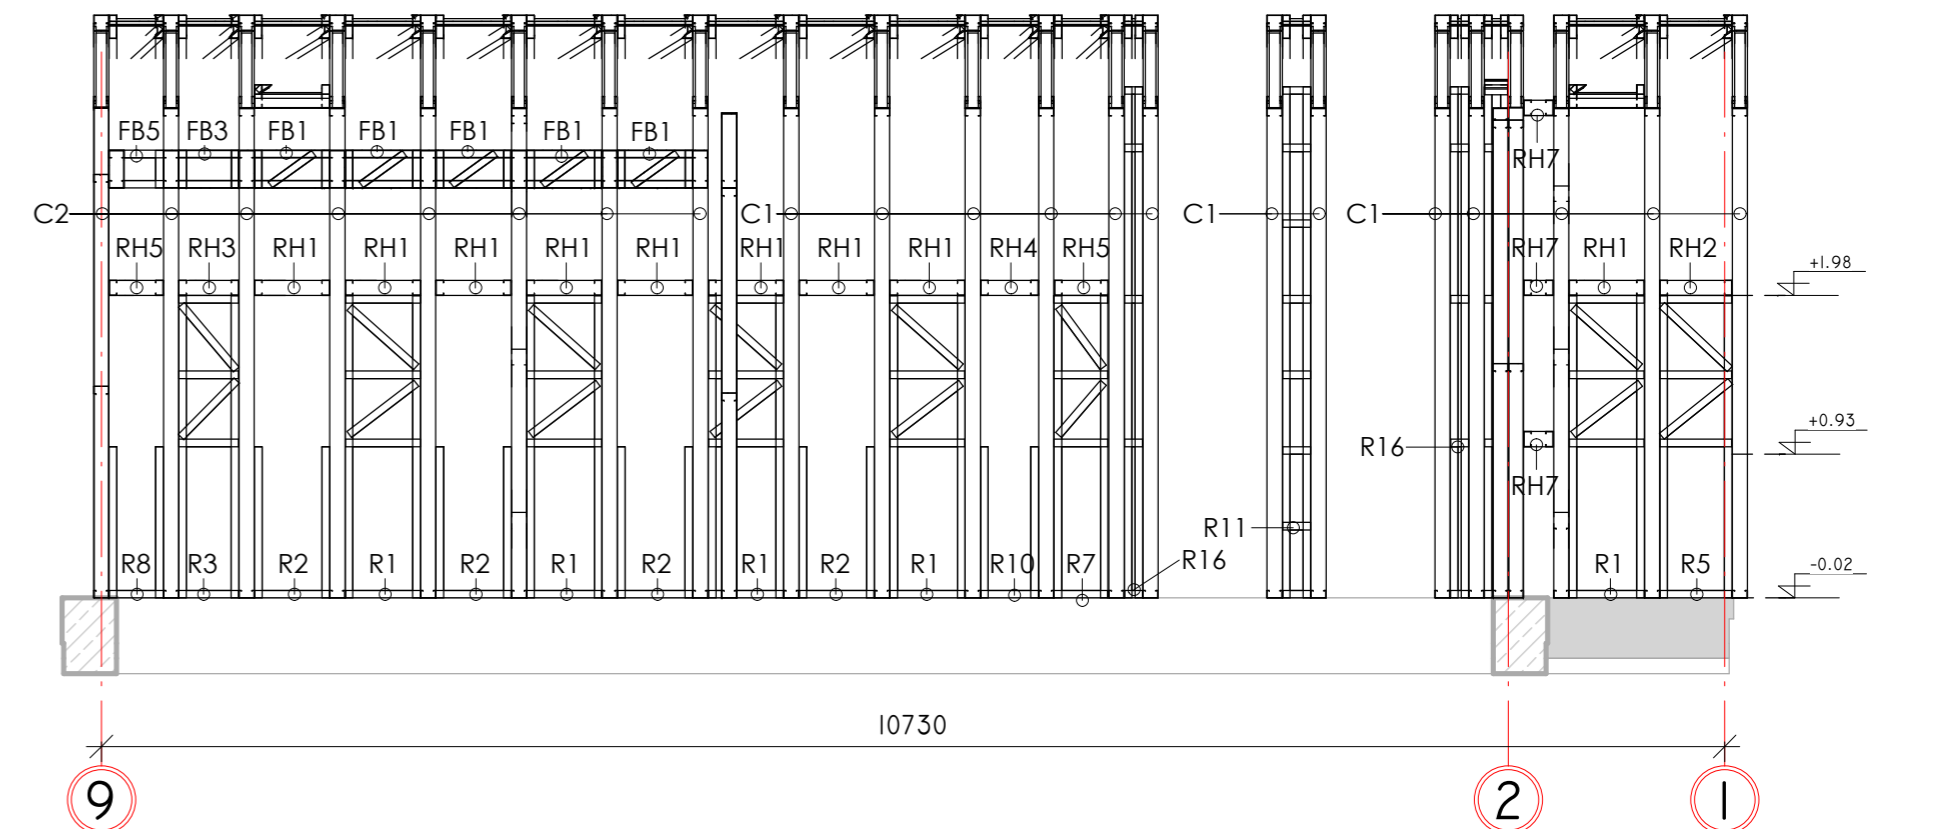 FB5 FB3 FB1 FB1 FB1 FB1 FB1
RH7
C2 C1 C1 C1
RH5 RH3 RH1 RH1 RH1 RH1 RH1 RH1 RH1 RH1 RH4 RH5 RH7 RH1 RH2
+1.98
+0.93
R16
RH7
R11
R8 R3 R2 R1 R2 R1 R2 R1 R2 R1 R10 R7 R16 R1 R5
-0.02
10730
9 2 1